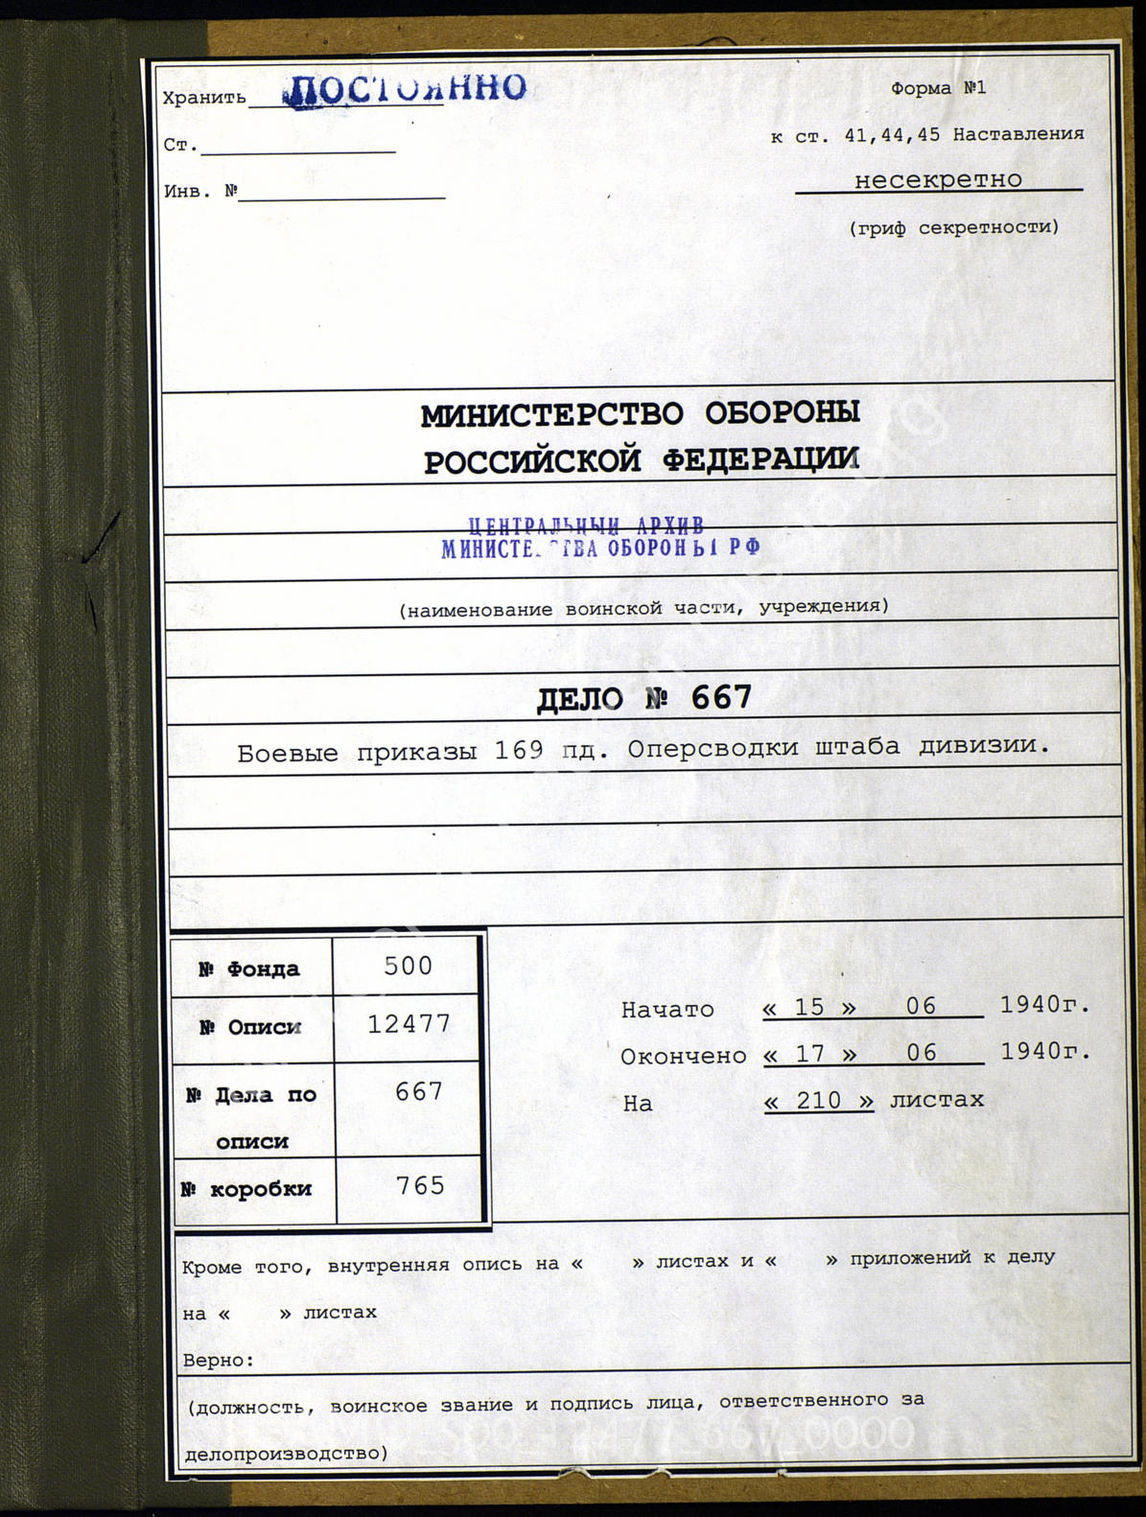 Хранить ПОСТОЯННО
Форма №1
Ст.
к ст. 41,44,45 Наставления
Инв. №
несекретно
(гриф секретности)
МИНИСТЕРСТВО ОБОРОНЫ
РОССИЙСКОЙ ФЕДЕРАЦИИ
ЦЕНТРАЛЬНЫЙ АРХИВ
МИНИСТЕРСТВА ОБОРОНЫ РФ
(наименование воинской части, учреждения)
ДЕЛО № 667
Боевые приказы 169 пд. Оперсводки штаба дивизии.
№ Фонда 500
№ Описи 12477
№ Дела по 667
описи
№ коробки 765
Начато « 15 » 06 1940г.
Окончено « 17 » 06 1940г.
На « 210 » листах
Кроме того, внутренняя опись на « » листах и « » приложений к делу
на « » листах
Верно:
(должность, воинское звание и подпись лица, ответственного за
делопроизводство)